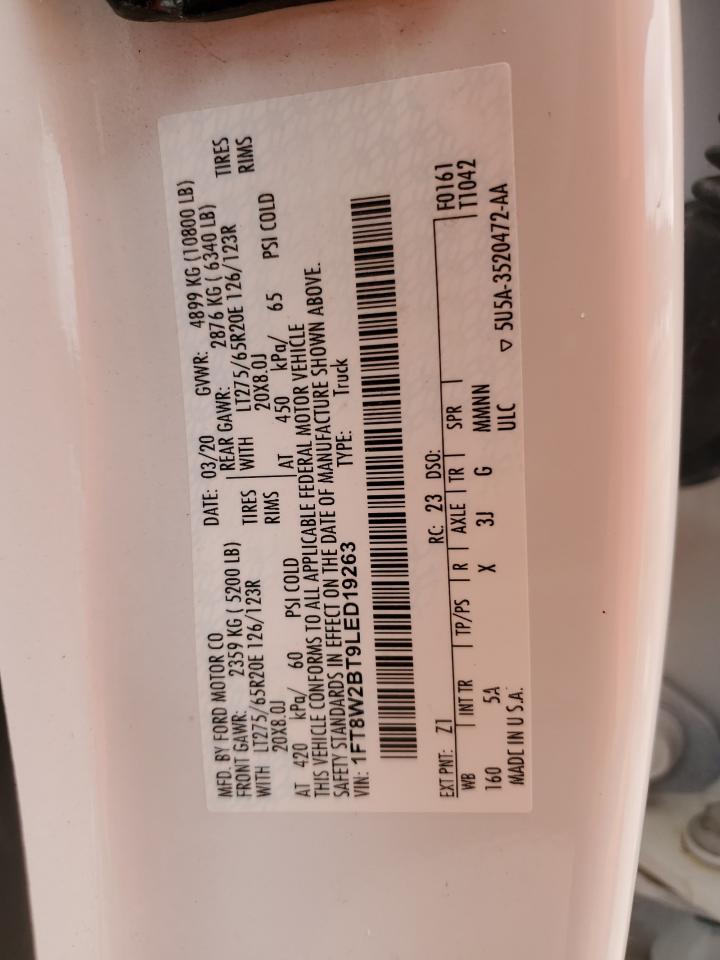 MFD. BY FORD MOTOR CO DATE: 03/20 GVWR: 4899 KG (10800 LB)
FRONT GAWR: 2359 KG ( 5200 LB) REAR GAWR: 2876 KG ( 6340 LB)
WITH LT275/65R20E 126/123R TIRES WITH LT275/65R20E 126/123R TIRES
20X8.0J RIMS 20X8.0J RIMS
AT 420 kPa/ 60 PSI COLD AT 450 kPa/ 65 PSI COLD
THIS VEHICLE CONFORMS TO ALL APPLICABLE FEDERAL MOTOR VEHICLE
SAFETY STANDARDS IN EFFECT ON THE DATE OF MANUFACTURE SHOWN ABOVE.
VIN: 1FT8W2BT9LED19263 TYPE: Truck
EXT PNT: Z1 RC: 23 DSO: F0161
WB INT TR TP/PS R AXLE TR SPR T1042
160 5A X 3J G MMMNN
MADE IN U.S.A. ULC ▽ 5U5A-3520472-AA